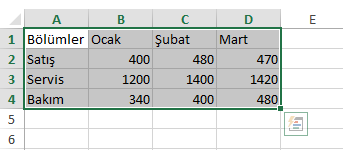 A B C D E
1 Bölümler Ocak Şubat Mart
2 Satış 400 480 470
3 Servis 1200 1400 1420
4 Bakım 340 400 480
5
6